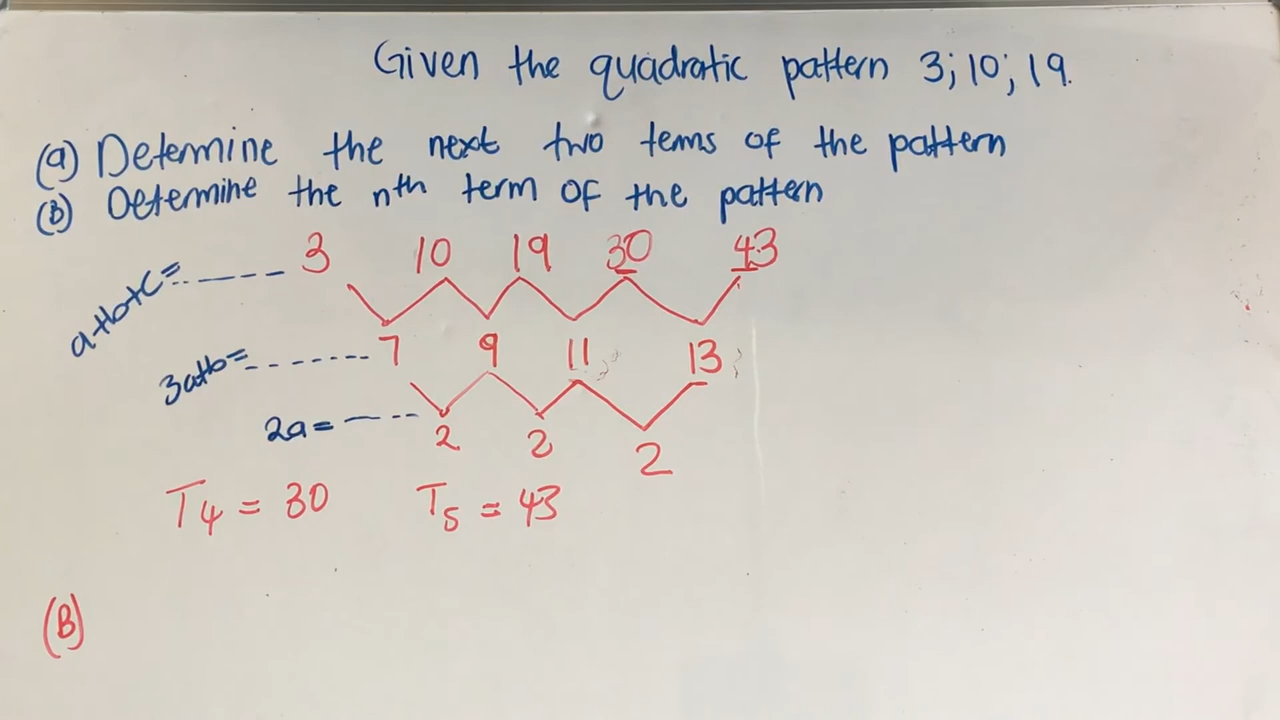 Given the quadratic pattern 3; 10; 19.
(a) Determine the next two terms of the pattern
(B) Determine the nth term of the pattern
a+b+c= 3 10 19 30 43
3a+b= 7 9 11 13
2a= 2 2 2
T4 = 30 T5 = 43
(B)